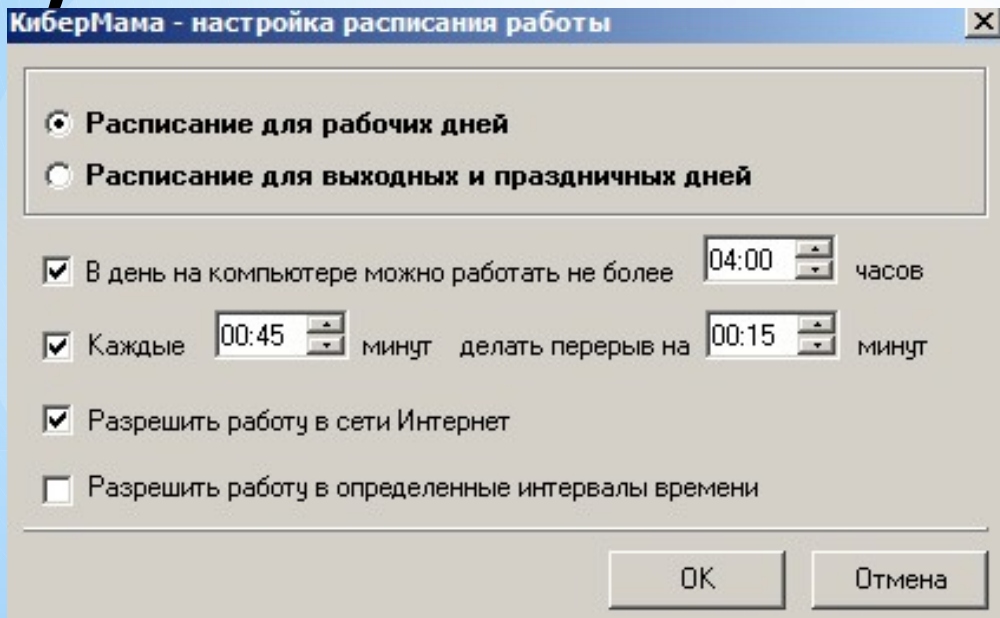 КиберМама - настройка расписания работы
Расписание для рабочих дней
Расписание для выходных и праздничных дней
В день на компьютере можно работать не более 04:00 часов
Каждые 00:45 минут делать перерыв на 00:15 минут
Разрешить работу в сети Интернет
Разрешить работу в определенные интервалы времени
OK Отмена